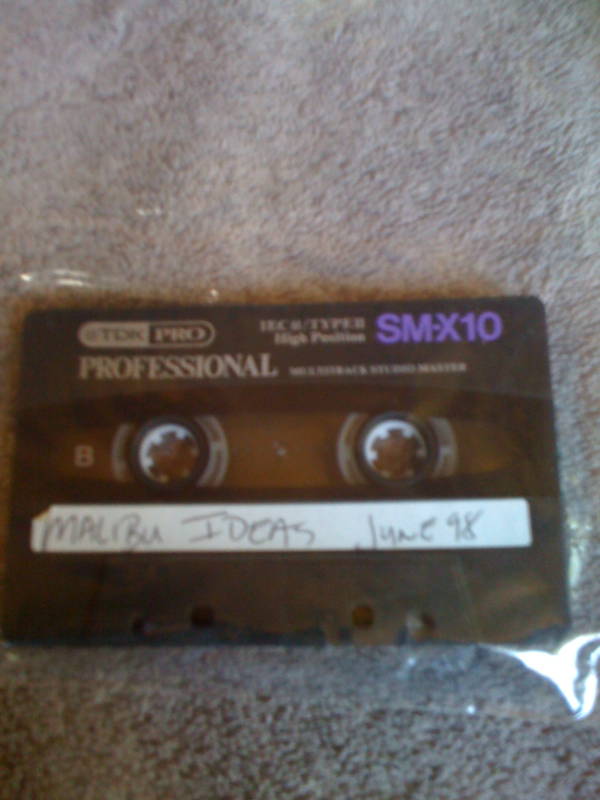 TDK PRO
IEC II/TYPE II
High Position
SM-X10
PROFESSIONAL MULTITRACK STUDIO MASTER
B
MALIBU IDEAS JUNE 98